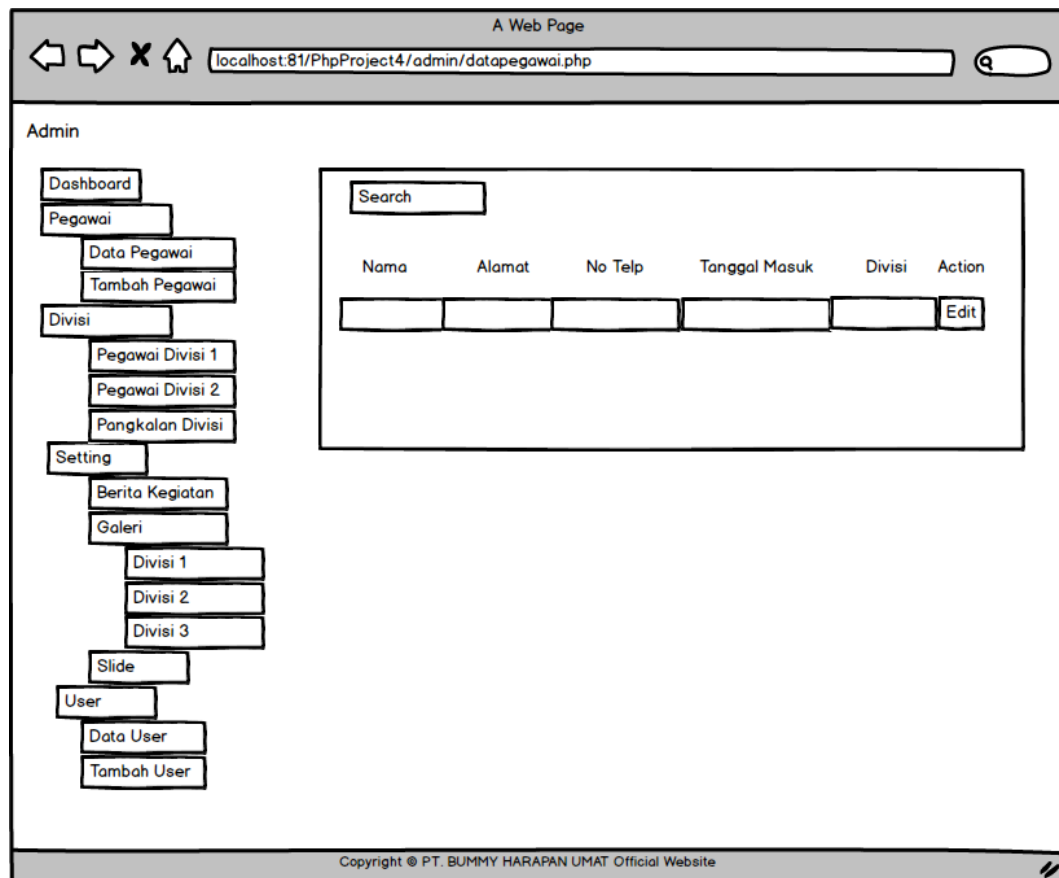 A Web Page
localhost:81/PhpProject4/admin/datapegawai.php
Admin
Dashboard
Pegawai
Data Pegawai
Tambah Pegawai
Divisi
Pegawai Divisi 1
Pegawai Divisi 2
Pangkalan Divisi
Setting
Berita Kegiatan
Galeri
Divisi 1
Divisi 2
Divisi 3
Slide
User
Data User
Tambah User
Search
Nama Alamat No Telp Tanggal Masuk Divisi Action
Edit
Copyright © PT. BUMMY HARAPAN UMAT Official Website